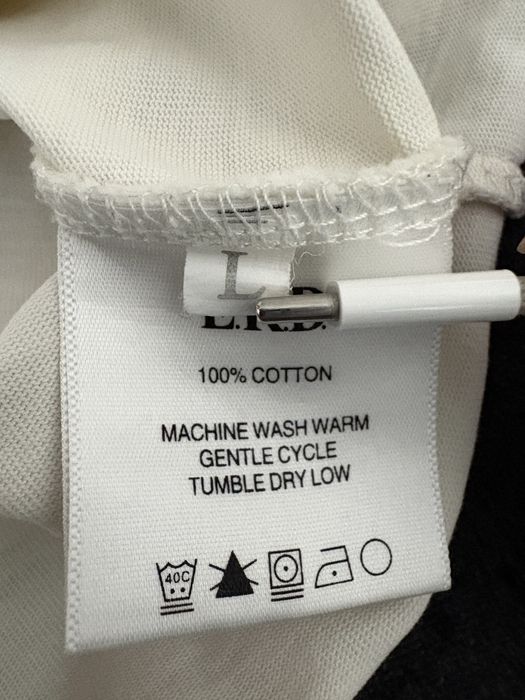 L
E.R.D.
100% COTTON
MACHINE WASH WARM
GENTLE CYCLE
TUMBLE DRY LOW
40C